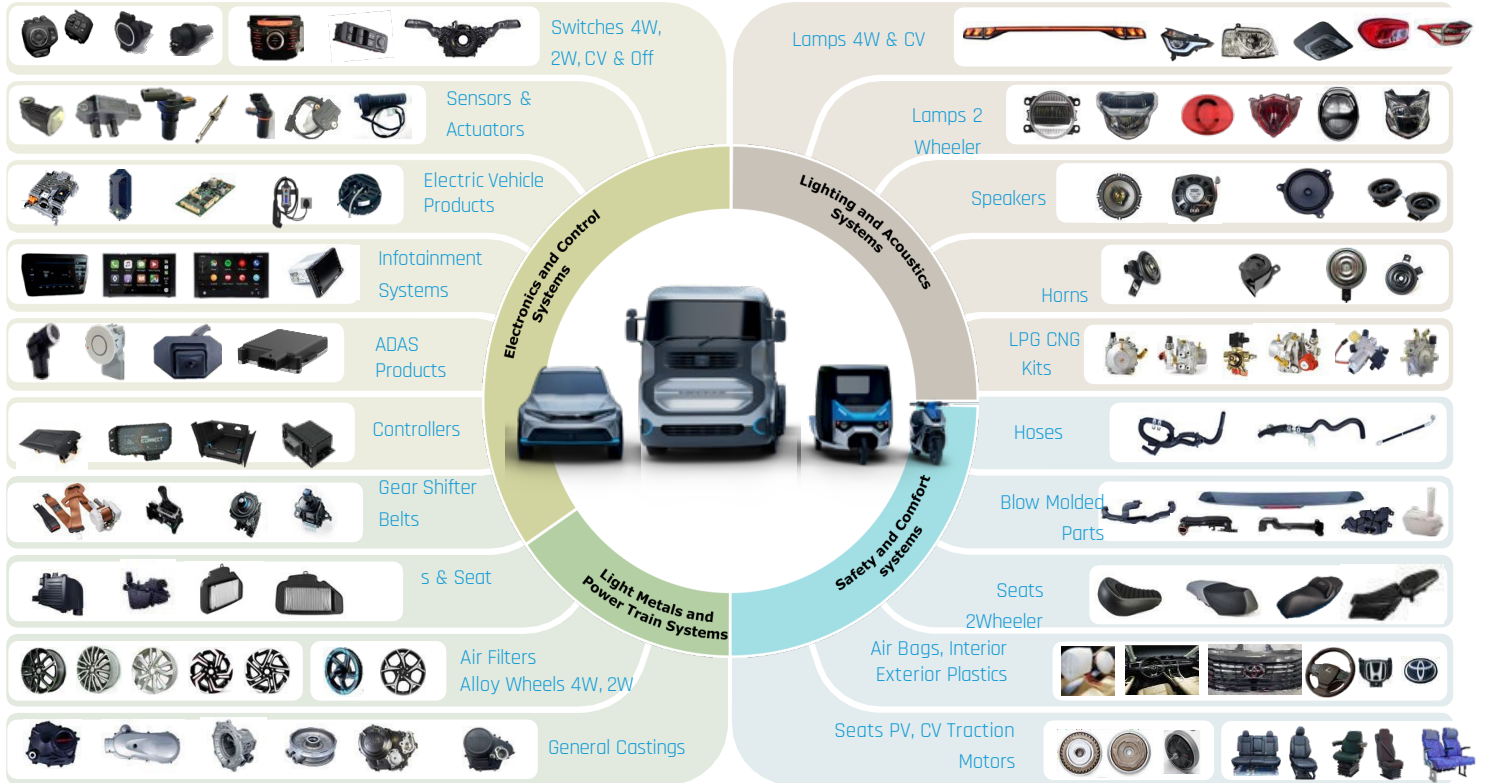 Switches 4W,
2W, CV & Off
Sensors &
Actuators
Electric Vehicle
Products
Infotainment
Systems
ADAS
Products
Controllers
Gear Shifter
Belts
s & Seat
Air Filters
Alloy Wheels 4W, 2W
General Castings
Electronics and Control
Systems
Lighting and Acoustics
Systems
Light Metals and
Power Train Systems
Safety and Comfort
systems
Lamps 4W & CV
Lamps 2
Wheeler
Speakers
Horns
LPG CNG
Kits
Hoses
Blow Molded
Parts
Seats
2Wheeler
Air Bags, Interior
Exterior Plastics
Seats PV, CV Traction
Motors